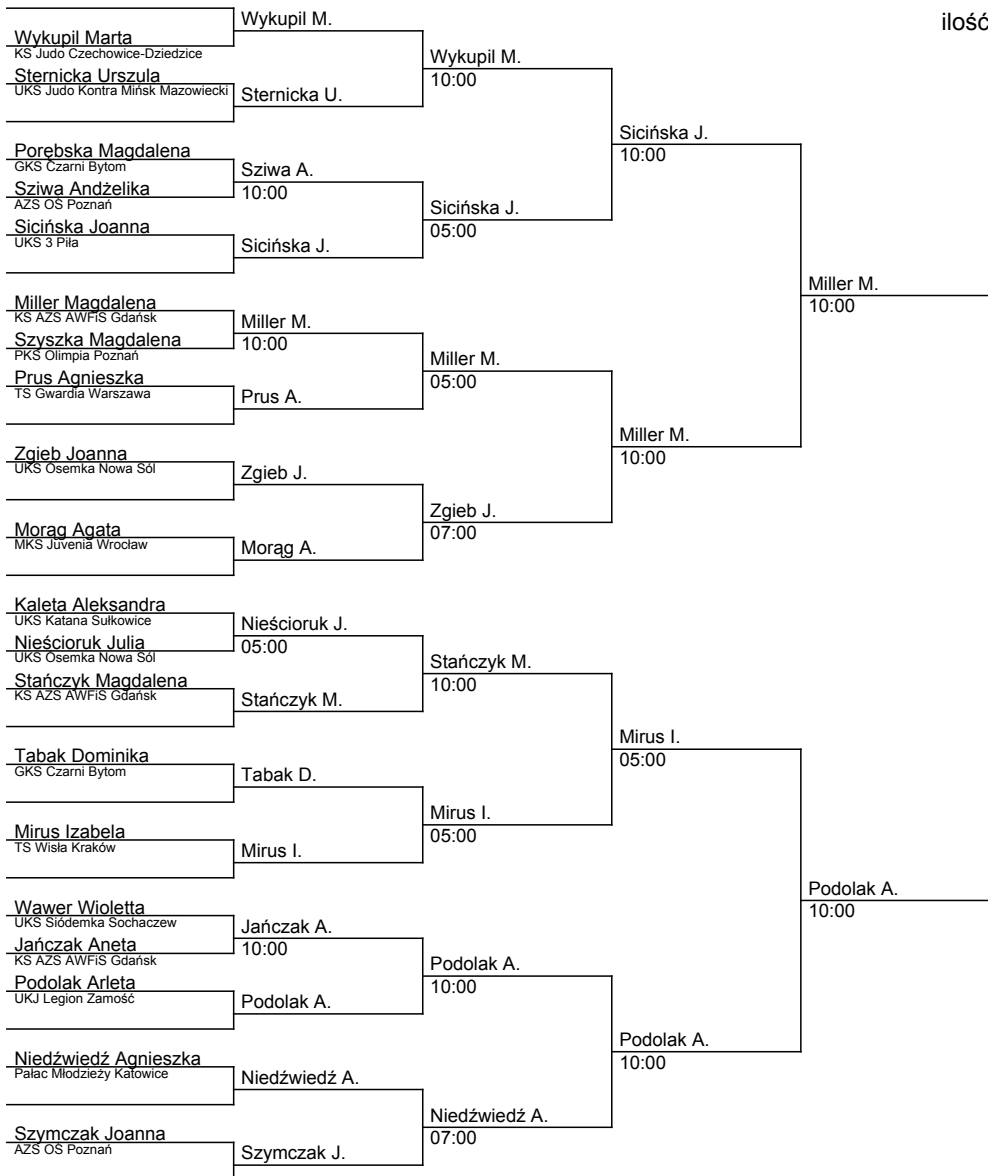 ilość
Wykupil Marta
KS Judo Czechowice-Dziedzice
Sternicka Urszula
UKS Judo Kontra Mińsk Mazowiecki
Porębska Magdalena
GKS Czarni Bytom
Sziwa Andżelika
AZS OŚ Poznań
Sicińska Joanna
UKS 3 Piła
Miller Magdalena
KS AZS AWFiS Gdańsk
Szyszka Magdalena
PKS Olimpia Poznań
Prus Agnieszka
TS Gwardia Warszawa
Zgieb Joanna
UKS Ósemka Nowa Sól
Morąg Agata
MKS Juvenia Wrocław
Kaleta Aleksandra
UKS Katana Sułkowice
Nieścioruk Julia
UKS Ósemka Nowa Sól
Stańczyk Magdalena
KS AZS AWFiS Gdańsk
Tabak Dominika
GKS Czarni Bytom
Mirus Izabela
TS Wisła Kraków
Wawer Wioletta
UKS Siódemka Sochaczew
Jańczak Aneta
KS AZS AWFiS Gdańsk
Podolak Arleta
UKJ Legion Zamość
Niedźwiedź Agnieszka
Pałac Młodzieży Katowice
Szymczak Joanna
AZS OŚ Poznań
Wykupil M.
Sternicka U.
Sziwa A.
10:00
Sicińska J.
Miller M.
10:00
Prus A.
Zgieb J.
Morąg A.
Nieścioruk J.
05:00
Stańczyk M.
Tabak D.
Mirus I.
Jańczak A.
10:00
Podolak A.
Niedźwiedź A.
Szymczak J.
Wykupil M.
10:00
Sicińska J.
05:00
Miller M.
05:00
Zgieb J.
07:00
Stańczyk M.
10:00
Mirus I.
05:00
Podolak A.
10:00
Niedźwiedź A.
07:00
Sicińska J.
10:00
Miller M.
10:00
Mirus I.
05:00
Podolak A.
10:00
Miller M.
10:00
Podolak A.
10:00